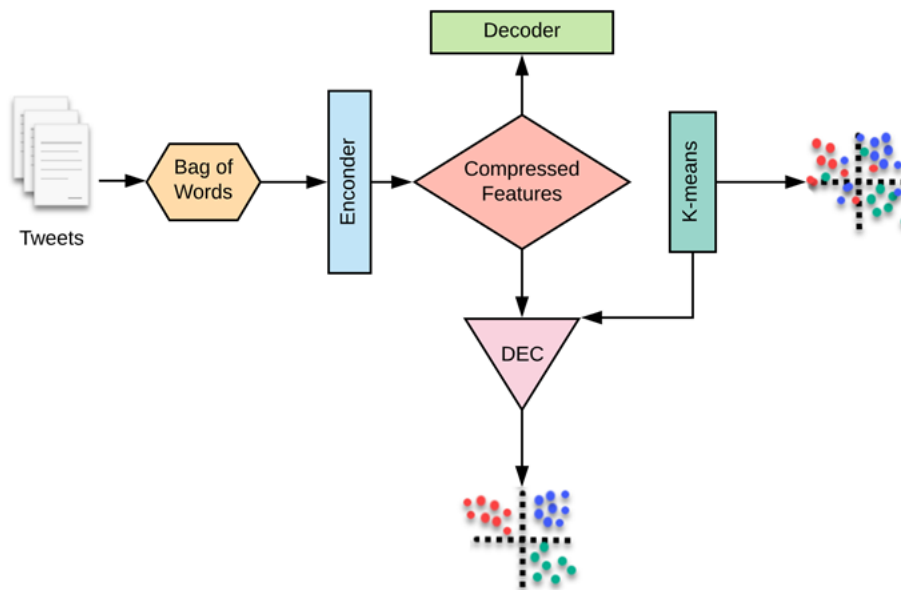 Decoder
Tweets
Bag of
Words
Enconder
Compressed
Features
K-means
DEC